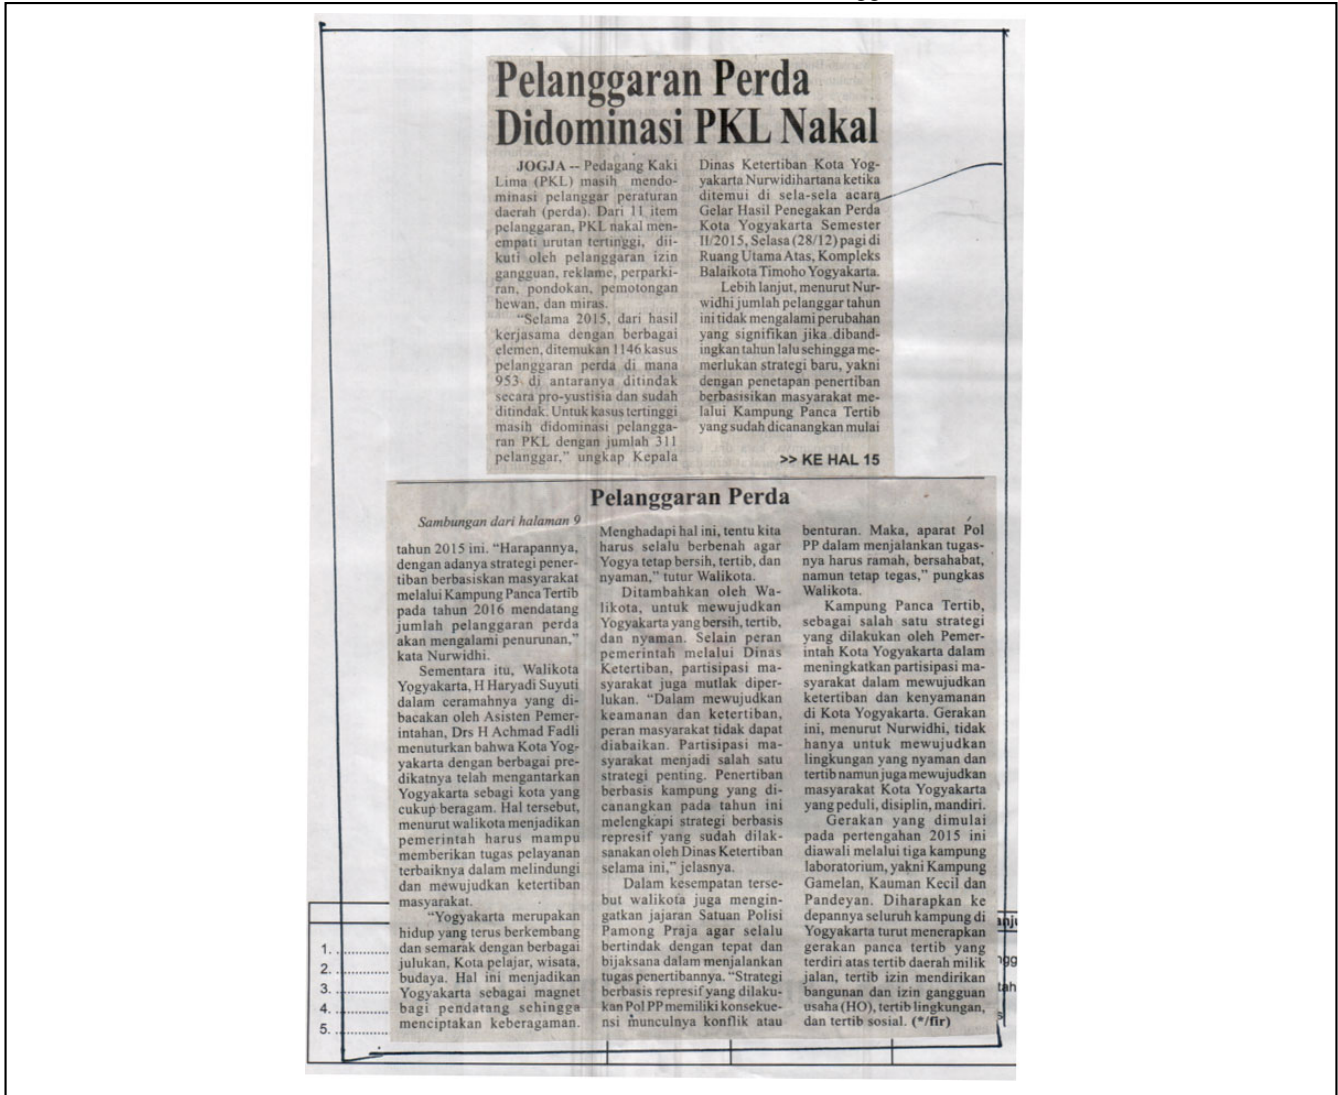 Pelanggaran Perda
Didominasi PKL Nakal
JOGJA -- Pedagang Kaki
Lima (PKL) masih mendo-
minasi pelanggar peraturan
daerah (perda). Dari 11 item
pelanggaran, PKL nakal men-
empati urutan tertinggi, dii-
kuti oleh pelanggaran izin
gangguan, reklame, perparki-
ran, pondokan, pemotongan
hewan, dan miras.
“Selama 2015, dari hasil
kerjasama dengan berbagai
elemen, ditemukan 1146 kasus
pelanggaran perda di mana
953 di antaranya ditindak
secara pro-yustisia dan sudah
ditindak. Untuk kasus tertinggi
masih didominasi pelangga-
ran PKL dengan jumlah 311
pelanggar,” ungkap Kepala
Dinas Ketertiban Kota Yog-
yakarta Nurwidihartana ketika
ditemui di sela-sela acara
Gelar Hasil Penegakan Perda
Kota Yogyakarta Semester
II/2015, Selasa (28/12) pagi di
Ruang Utama Atas, Kompleks
Balaikota Timoho Yogyakarta.
Lebih lanjut, menurut Nur-
widhi jumlah pelanggar tahun
ini tidak mengalami perubahan
yang signifikan jika diband-
ingkan tahun lalu sehingga me-
merlukan strategi baru, yakni
dengan penetapan penertiban
berbasisikan masyarakat me-
lalui Kampung Panca Tertib
yang sudah dicanangkan mulai
>> KE HAL 15
Pelanggaran Perda
Sambungan dari halaman 9
tahun 2015 ini. “Harapannya,
dengan adanya strategi pener-
tiban berbasiskan masyarakat
melalui Kampung Panca Tertib
pada tahun 2016 mendatang
jumlah pelanggaran perda
akan mengalami penurunan,”
kata Nurwidhi.
Sementara itu, Walikota
Yogyakarta, H Haryadi Suyuti
dalam ceramahnya yang di-
bacakan oleh Asisten Pemer-
intahan, Drs H Achmad Fadli
menuturkan bahwa Kota Yog-
yakarta dengan berbagai pre-
dikatnya telah mengantarkan
Yogyakarta sebagi kota yang
cukup beragam. Hal tersebut,
menurut walikota menjadikan
pemerintah harus mampu
memberikan tugas pelayanan
terbaiknya dalam melindungi
dan mewujudkan ketertiban
masyarakat.
“Yogyakarta merupakan
hidup yang terus berkembang
dan semarak dengan berbagai
julukan, Kota pelajar, wisata,
budaya. Hal ini menjadikan
Yogyakarta sebagai magnet
bagi pendatang sehingga
menciptakan keberagaman.
Menghadapi hal ini, tentu kita
harus selalu berbenah agar
Yogya tetap bersih, tertib, dan
nyaman,” tutur Walikota.
Ditambahkan oleh Wa-
likota, untuk mewujudkan
Yogyakarta yang bersih, tertib,
dan nyaman. Selain peran
pemerintah melalui Dinas
Ketertiban, partisipasi ma-
syarakat juga mutlak diper-
lukan. “Dalam mewujudkan
keamanan dan ketertiban,
peran masyarakat tidak dapat
diabaikan. Partisipasi ma-
syarakat menjadi salah satu
strategi penting. Penertiban
berbasis kampung yang di-
canangkan pada tahun ini
melengkapi strategi berbasis
represif yang sudah dilak-
sanakan oleh Dinas Ketertiban
selama ini,” jelasnya.
Dalam kesempatan terse-
but walikota juga mengin-
gatkan jajaran Satuan Polisi
Pamong Praja agar selalu
bertindak dengan tepat dan
bijaksana dalam menjalankan
tugas penertibannya. “Strategi
berbasis represif yang dilaku-
kan Pol PP memiliki konsekue-
nsi munculnya konflik atau
benturan. Maka, aparat Pol
PP dalam menjalankan tugas-
nya harus ramah, bersahabat,
namun tetap tegas,” pungkas
Walikota.
Kampung Panca Tertib,
sebagai salah satu strategi
yang dilakukan oleh Pemer-
intah Kota Yogyakarta dalam
meningkatkan partisipasi ma-
syarakat dalam mewujudkan
ketertiban dan kenyamanan
di Kota Yogyakarta. Gerakan
ini, menurut Nurwidhi, tidak
hanya untuk mewujudkan
lingkungan yang nyaman dan
tertib namun juga mewujudkan
masyarakat Kota Yogyakarta
yang peduli, disiplin, mandiri.
Gerakan yang dimulai
pada pertengahan 2015 ini
diawali melalui tiga kampung
laboratorium, yakni Kampung
Gamelan, Kauman Kecil dan
Pandeyan. Diharapkan ke
depannya seluruh kampung di
Yogyakarta turut menerapkan
gerakan panca tertib yang
terdiri atas tertib daerah milik
jalan, tertib izin mendirikan
bangunan dan izin gangguan
usaha (HO), tertib lingkungan,
dan tertib sosial. (*/fir)
1. ..............
2. ..............
3. ..............
4. ..............
5. ..............